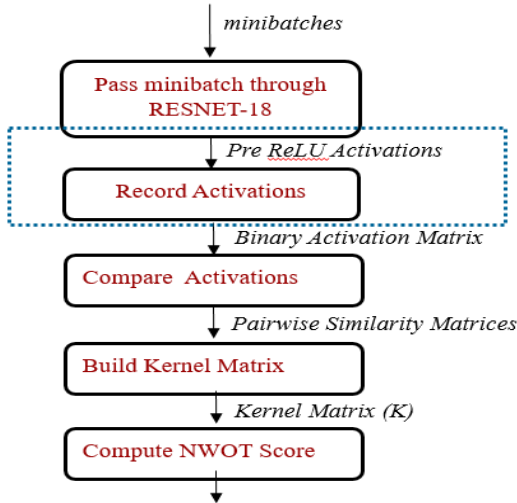 minibatches
Pass minibatch through
RESNET-18
Pre ReLU Activations
Record Activations
Binary Activation Matrix
Compare Activations
Pairwise Similarity Matrices
Build Kernel Matrix
Kernel Matrix (K)
Compute NWOT Score